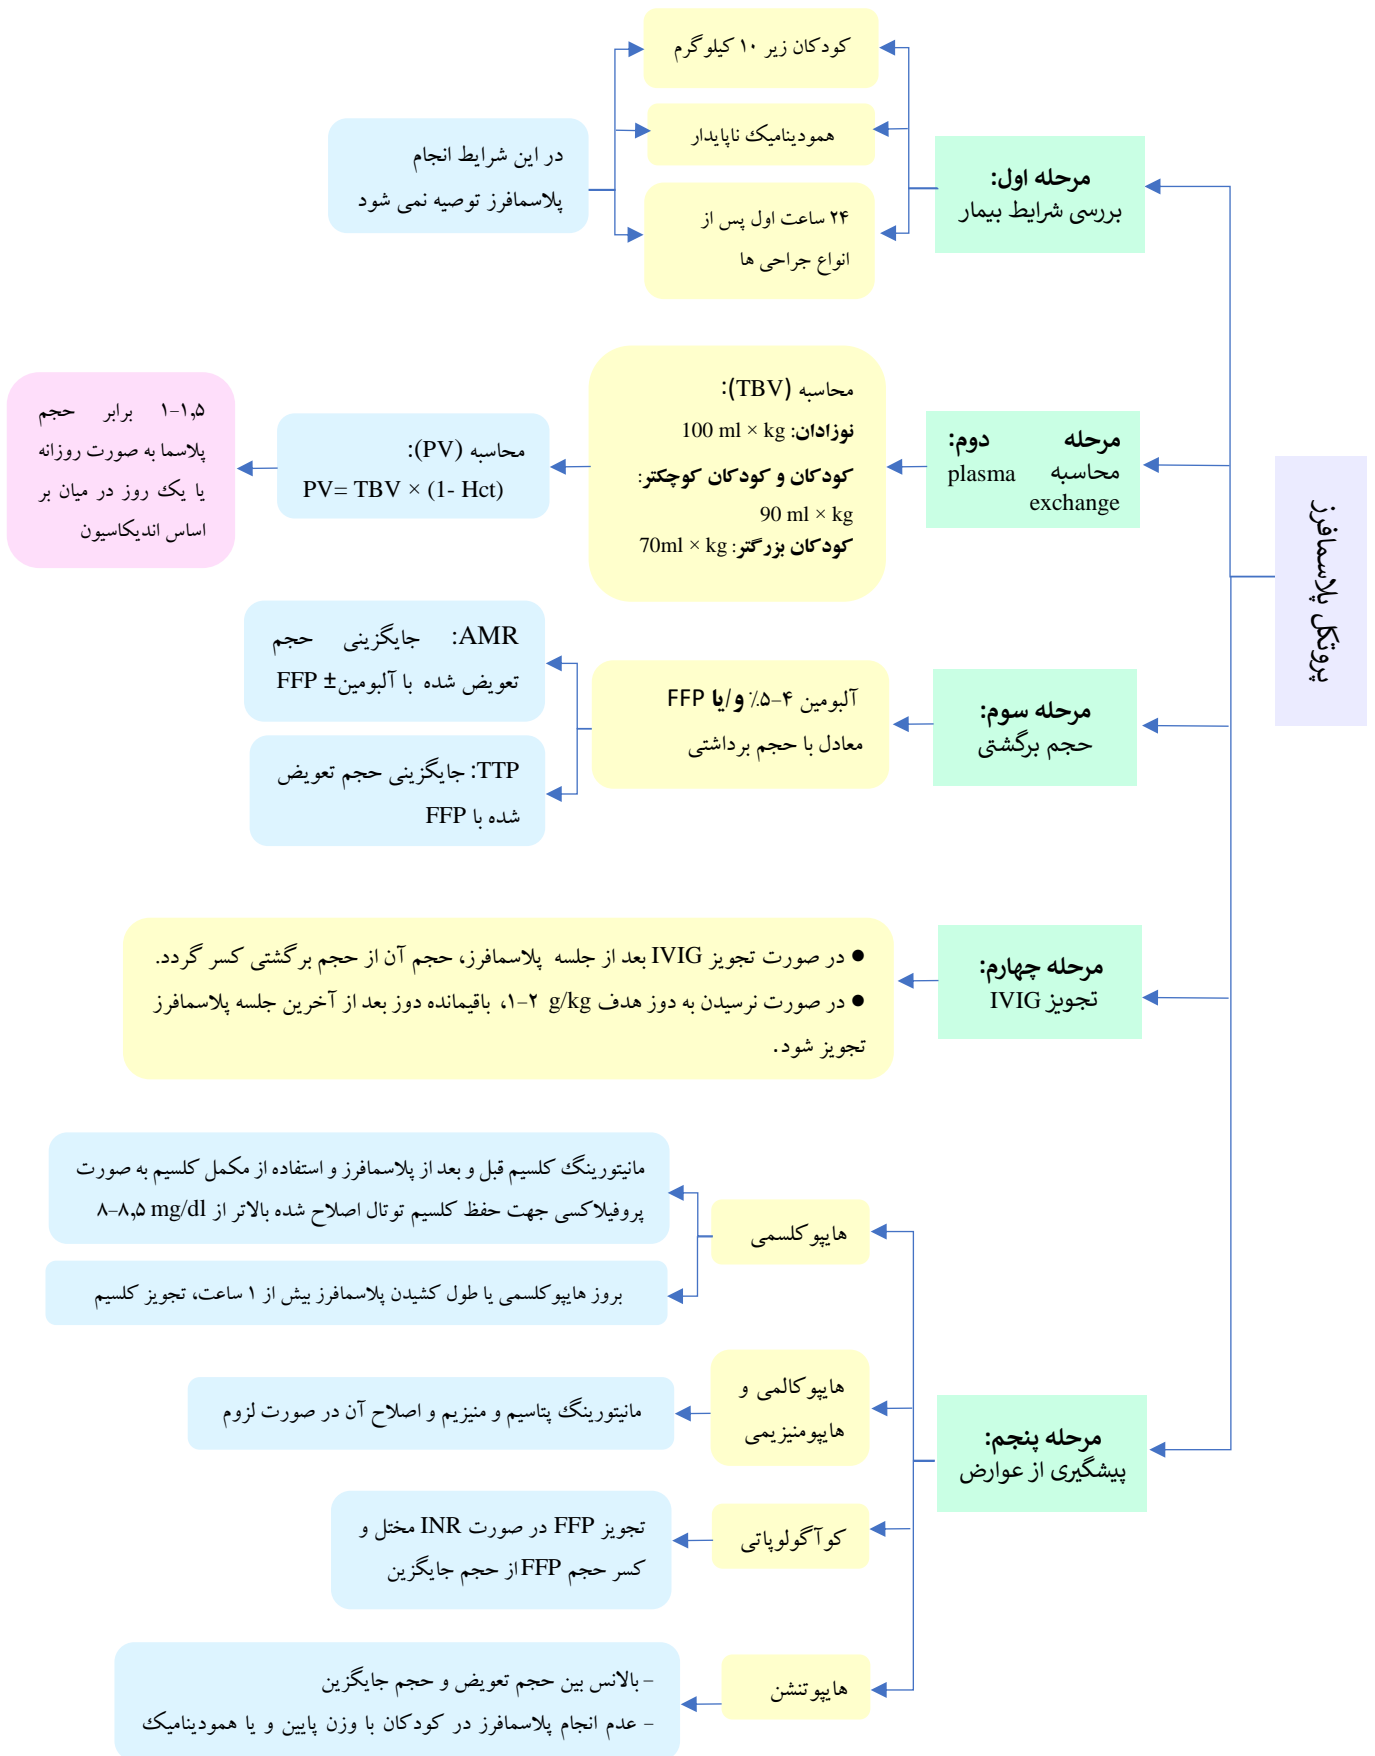 پروتکل پلاسمافرز
مرحله اول:
بررسی شرایط بیمار
کودکان زیر ۱۰ کیلوگرم
همودینامیک ناپایدار
۲۴ ساعت اول پس از
انواع جراحی ها
در این شرایط انجام
پلاسمافرز توصیه نمی شود
مرحله دوم:
محاسبه plasma
exchange
محاسبه (TBV):
نوزادان: 100 ml × kg
کودکان و کودکان کوچکتر:
90 ml × kg
کودکان بزرگتر: 70ml × kg
محاسبه (PV):
PV= TBV × (1- Hct)
۱-۱,۵ برابر حجم
پلاسما به صورت روزانه
یا یک روز در میان بر
اساس اندیکاسیون
مرحله سوم:
حجم برگشتی
آلبومین ۴-۵٪ و/یا FFP
معادل با حجم برداشتی
AMR: جایگزینی حجم
تعویض شده با آلبومین± FFP
TTP: جایگزینی حجم تعویض
شده با FFP
مرحله چهارم:
تجویز IVIG
● در صورت تجویز IVIG بعد از جلسه پلاسمافرز، حجم آن از حجم برگشتی کسر گردد.
● در صورت نرسیدن به دوز هدف ۱-۲ g/kg، باقیمانده دوز بعد از آخرین جلسه پلاسمافرز
تجویز شود.
مرحله پنجم:
پیشگیری از عوارض
هایپوکلسمی
مانیتورینگ کلسیم قبل و بعد از پلاسمافرز و استفاده از مکمل کلسیم به صورت
پروفیلاکسی جهت حفظ کلسیم توتال اصلاح شده بالاتر از ۸-۸,۵ mg/dl
بروز هایپوکلسمی یا طول کشیدن پلاسمافرز بیش از ۱ ساعت، تجویز کلسیم
هایپوکالمی و
هایپومنیزیمی
مانیتورینگ پتاسیم و منیزیم و اصلاح آن در صورت لزوم
کوآگولوپاتی
تجویز FFP در صورت INR مختل و
کسر حجم FFP از حجم جایگزین
هایپوتنشن
- بالانس بین حجم تعویض و حجم جایگزین
- عدم انجام پلاسمافرز در کودکان با وزن پایین و یا همودینامیک